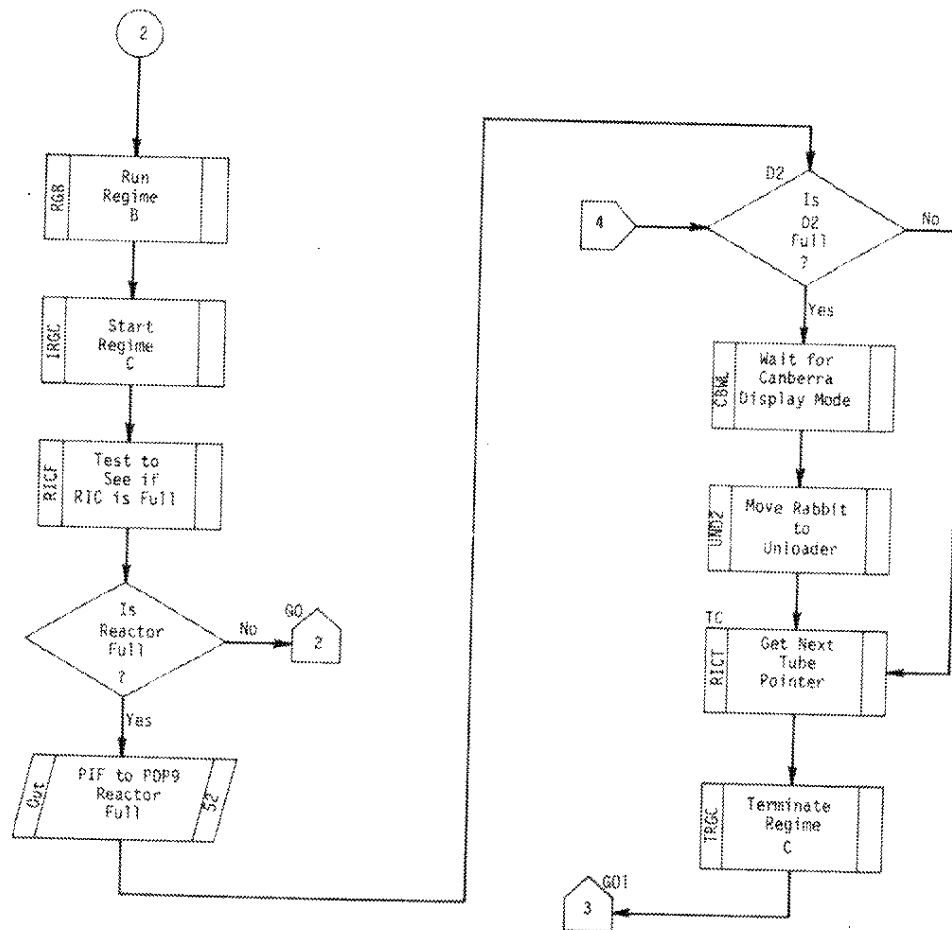 2
RGB
Run
Regime
B
IRGC
Start
Regime
C
RICF
Test to
See if
RIC is Full
Is
Reactor
Full
?
No
GO
2
Yes
Out
PIF to PDP9
Reactor
Full
52
D2
Is
D2
Full
?
4
No
Yes
CBWL
Wait for
Canberra
Display Mode
UND2
Move Rabbit
to
Unloader
TC
RICT
Get Next
Tube
Pointer
TRGC
Terminate
Regime
C
GO1
3